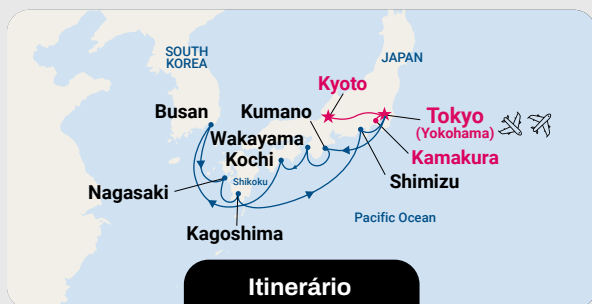 SOUTH
KOREA
JAPAN
Kyoto
Busan
Kumano
Tokyo
(Yokohama)
Wakayama
Kochi
Kamakura
Shikoku
Shimizu
Nagasaki
Pacific Ocean
Kagoshima
Itinerário